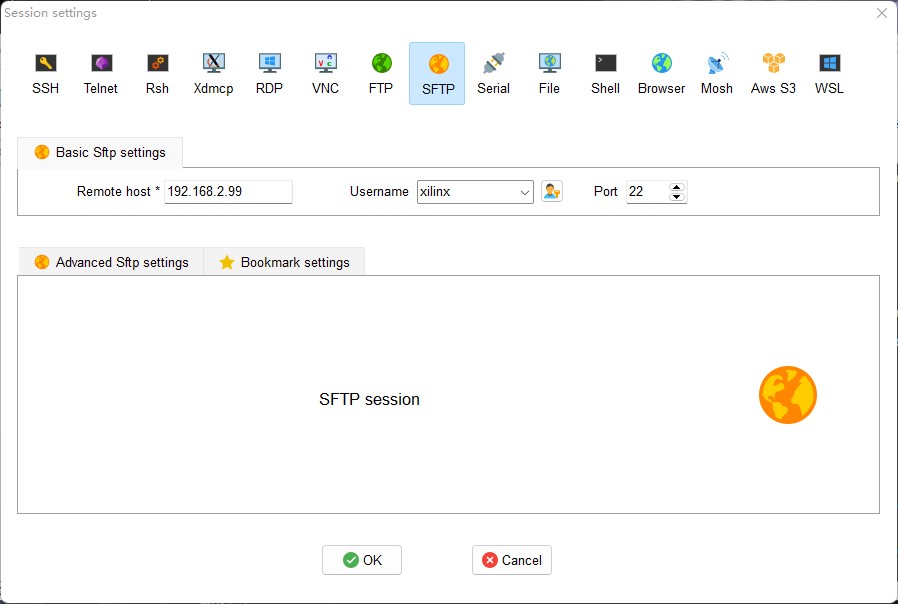 Session settings
SSH Telnet Rsh Xdmcp RDP VNC FTP SFTP Serial File Shell Browser Mosh Aws S3 WSL
Basic Sftp settings
Remote host * 192.168.2.99 Username xilinx Port 22
Advanced Sftp settings Bookmark settings
SFTP session
OK Cancel